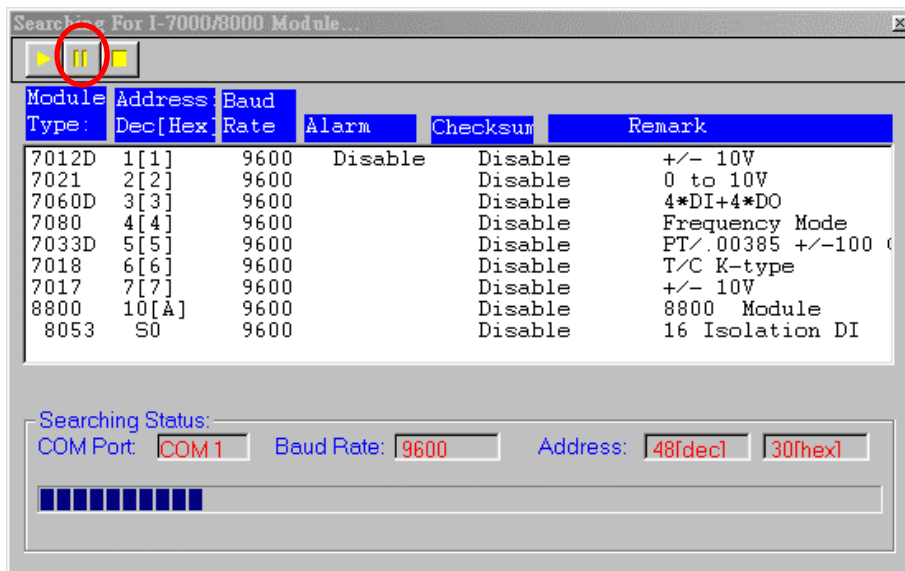 Searching For I-7000/8000 Module...
Module Type: Address: Dec[Hex] Baud Rate Alarm Checksum Remark
7012D 1[1] 9600 Disable Disable +/- 10V
7021 2[2] 9600 Disable 0 to 10V
7060D 3[3] 9600 Disable 4*DI+4*DO
7080 4[4] 9600 Disable Frequency Mode
7033D 5[5] 9600 Disable PT/.00385 +/-100
7018 6[6] 9600 Disable T/C K-type
7017 7[7] 9600 Disable +/- 10V
8800 10[A] 9600 Disable 8800 Module
8053 S0 9600 Disable 16 Isolation DI
Searching Status:
COM Port: COM 1 Baud Rate: 9600 Address: 48[dec] 30[hex]